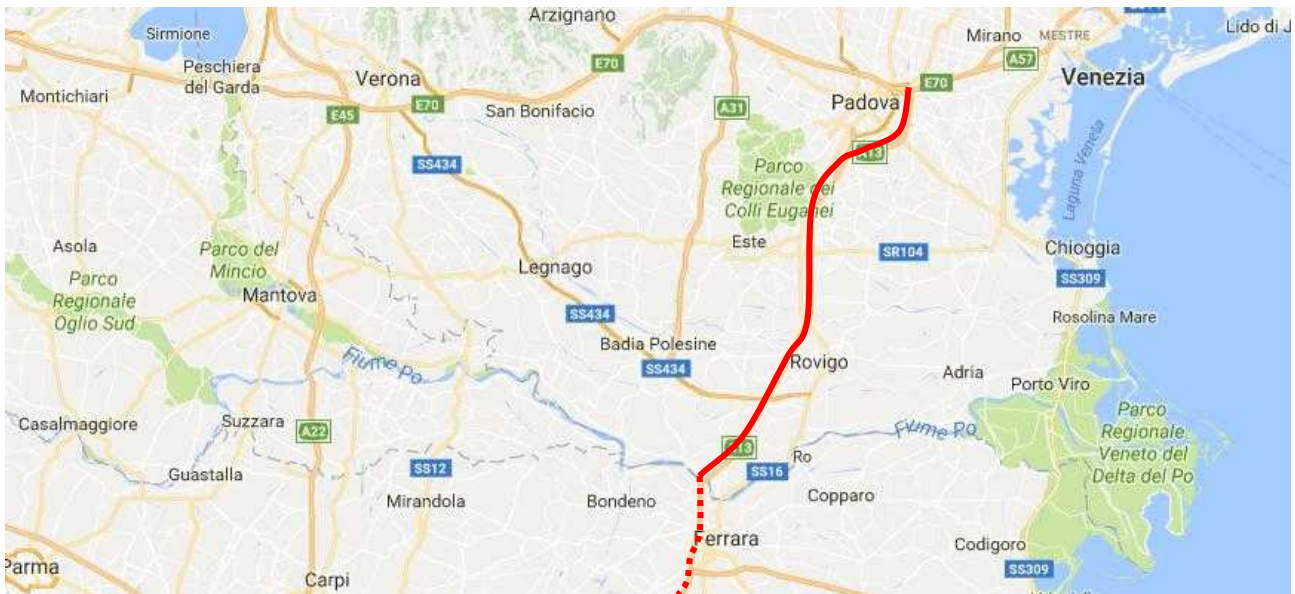 Arzignano
Lido di J
Sirmione
Mirano
MESTRE
A57
Peschiera
del Garda
Verona
E70
E70
Venezia
Montichiari
E45
E70
San Bonifacio
A31
Padova
SS434
A13
Parco
Regionale dei
Colli Euganei
Laguna Veneta
Asola
Parco del
Mincio
Este
SR104
Chioggia
SS309
Parco
Regionale
Oglio Sud
Mantova
Legnago
SS434
Rosolina Mare
Fiume Po
Badia Polesine
SS434
Rovigo
Adria
Porto Viro
Casalmaggiore
Suzzara
A22
Fiume Po
Parco
Regionale
Veneto del
Delta del Po
Guastalla
SS12
Mirandola
Bondeno
A13
SS16
Ro
Copparo
Ferrara
Codigoro
SS309
Parma
Carpi